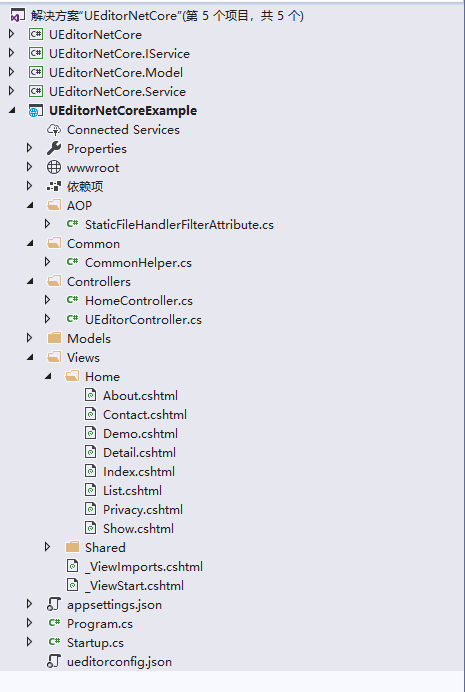 解决方案"UEditorNetCore"(第 5 个项目，共 5 个)
UEditorNetCore
UEditorNetCore.IService
UEditorNetCore.Model
UEditorNetCore.Service
UEditorNetCoreExample
Connected Services
Properties
wwwroot
依赖项
AOP
C# StaticFileHandlerFilterAttribute.cs
Common
C# CommonHelper.cs
Controllers
C# HomeController.cs
C# UEditorController.cs
Models
Views
Home
About.cshtml
Contact.cshtml
Demo.cshtml
Detail.cshtml
Index.cshtml
List.cshtml
Privacy.cshtml
Show.cshtml
Shared
_ViewImports.cshtml
_ViewStart.cshtml
appsettings.json
C# Program.cs
C# Startup.cs
ueditorconfig.json